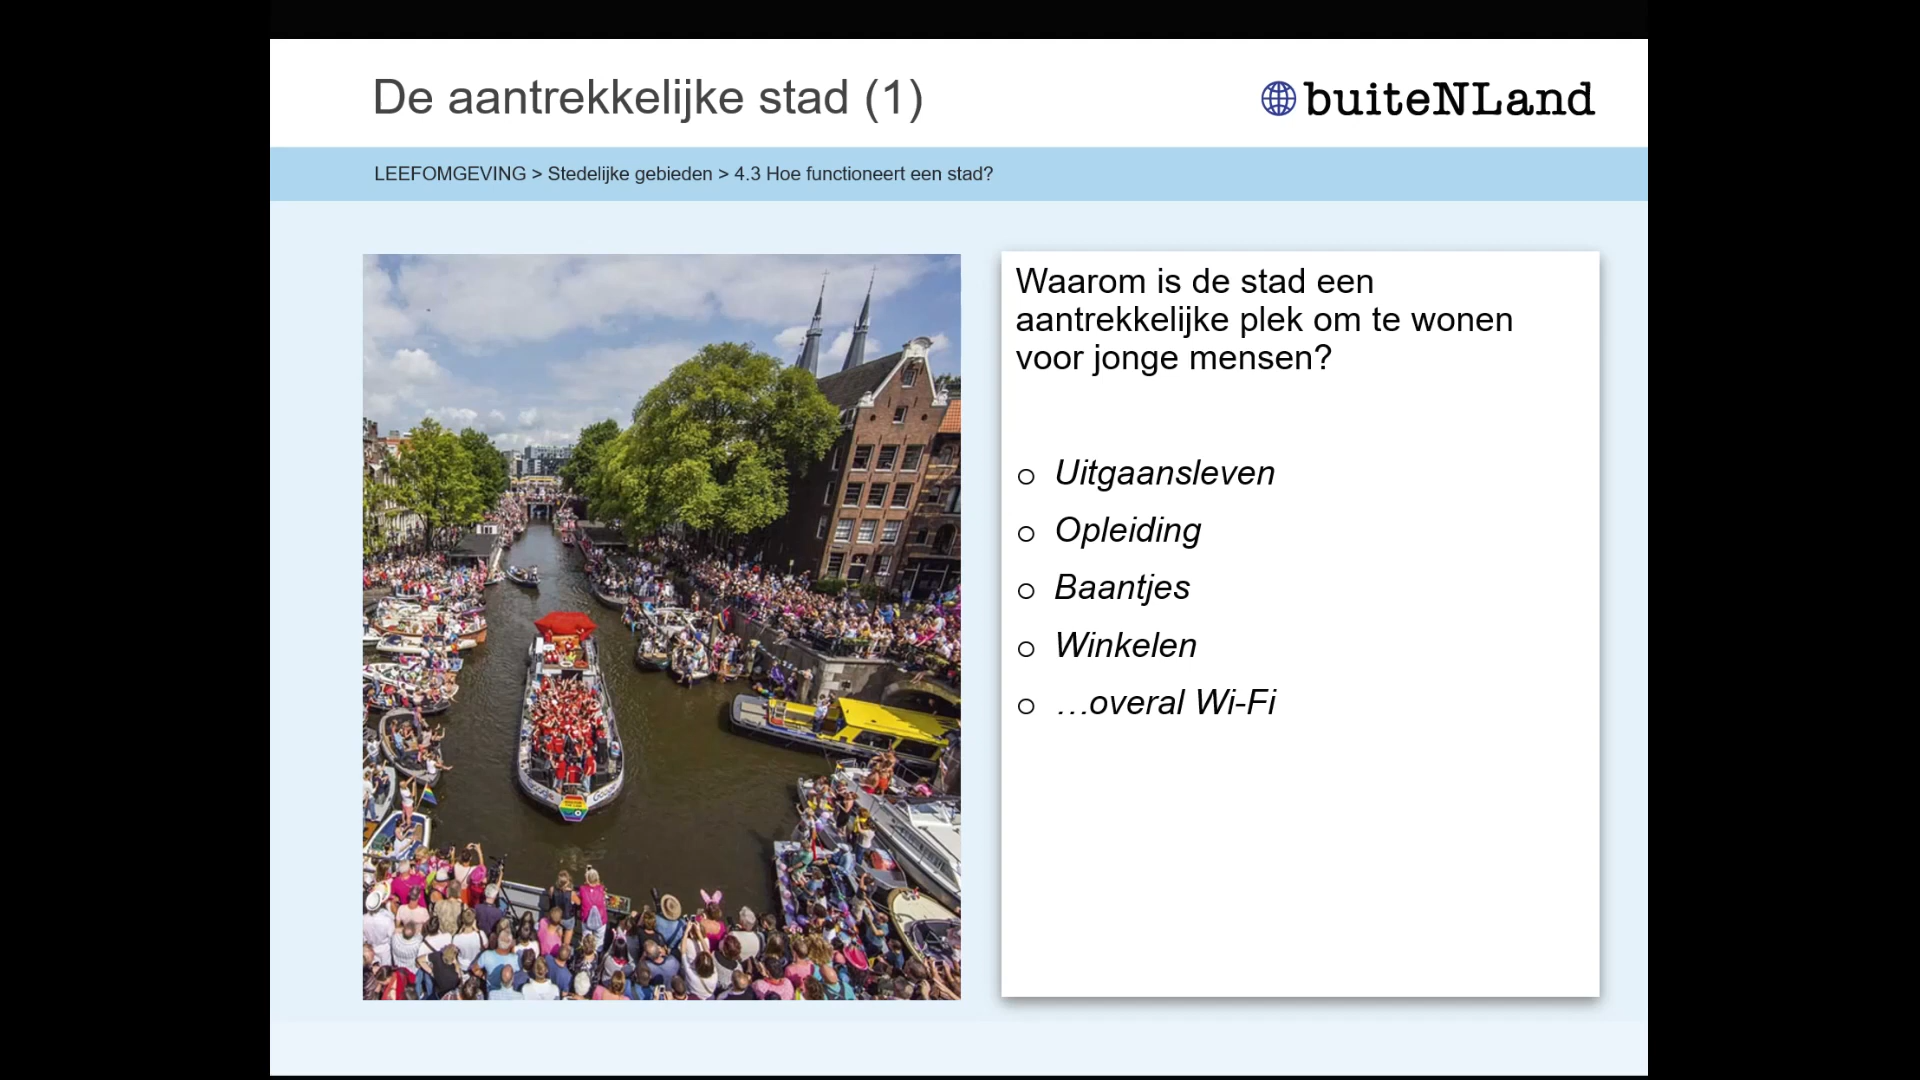 De aantrekkelijke stad (1)
buiteNLand
LEEFOMGEVING > Stedelijke gebieden > 4.3 Hoe functioneert een stad?
Waarom is de stad een
aantrekkelijke plek om te wonen
voor jonge mensen?
o Uitgaansleven
o Opleiding
o Baantjes
o Winkelen
o …overal Wi-Fi